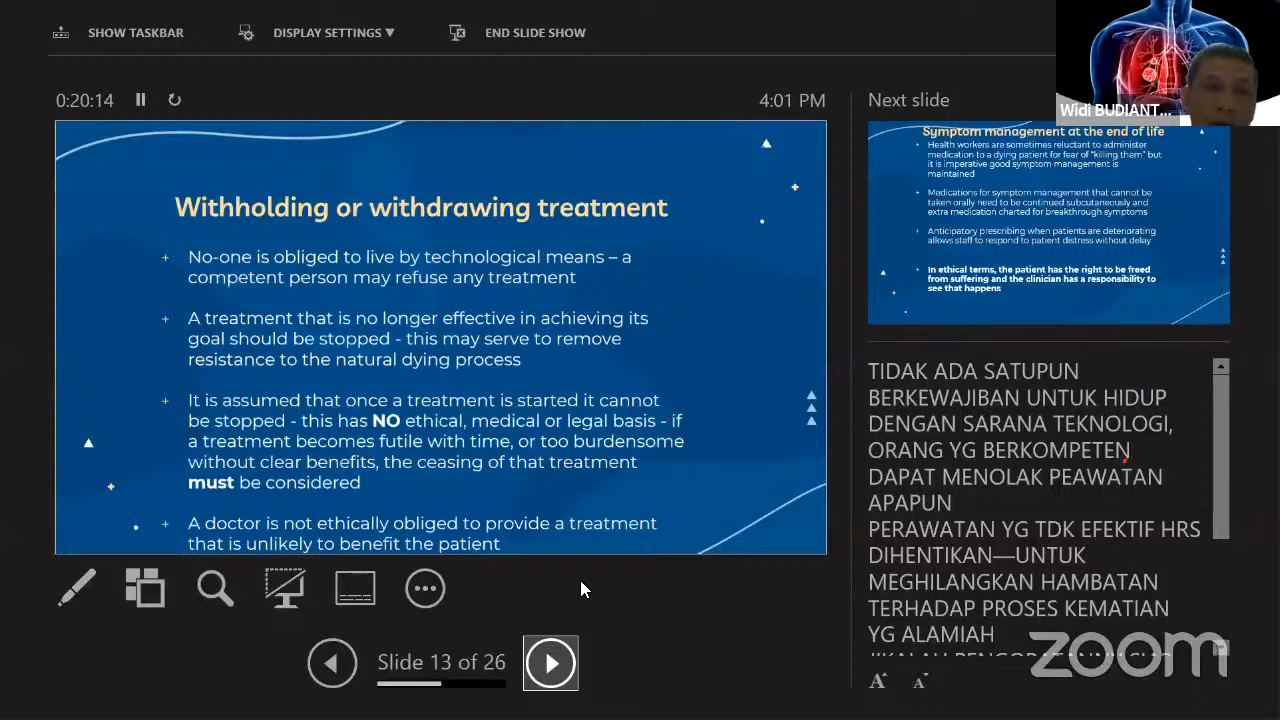 SHOW TASKBAR
DISPLAY SETTINGS ▼
END SLIDE SHOW
0:20:14
4:01 PM
Next slide
Widi BUDIANT...
Withholding or withdrawing treatment
+ No-one is obliged to live by technological means – a
competent person may refuse any treatment
+ A treatment that is no longer effective in achieving its
goal should be stopped - this may serve to remove
resistance to the natural dying process
+ It is assumed that once a treatment is started it cannot
be stopped - this has NO ethical, medical or legal basis - if
a treatment becomes futile with time, or too burdensome
without clear benefits, the ceasing of that treatment
must be considered
+ A doctor is not ethically obliged to provide a treatment
that is unlikely to benefit the patient
Symptom management at the end of life
+ Health workers are sometimes reluctant to administer
medication to a dying patient for fear of "killing them" but
it is imperative good symptom management is
maintained
+ Medications for symptom management that cannot be
taken orally need to be continued subcutaneously and
extra medication charted for breakthrough symptoms
+ Anticipatory prescribing when patients are deteriorating
allows staff to respond to patient distress without delay
+ In ethical terms, the patient has the right to be freed
from suffering and the clinician has a responsibility to
see that happens
TIDAK ADA SATUPUN
BERKEWAJIBAN UNTUK HIDUP
DENGAN SARANA TEKNOLOGI,
ORANG YG BERKOMPETEN
DAPAT MENOLAK PEAWATAN
APAPUN
PERAWATAN YG TDK EFEKTIF HRS
DIHENTIKAN—UNTUK
MEGHILANGKAN HAMBATAN
TERHADAP PROSES KEMATIAN
YG ALAMIAH
Slide 13 of 26
A A
zoom